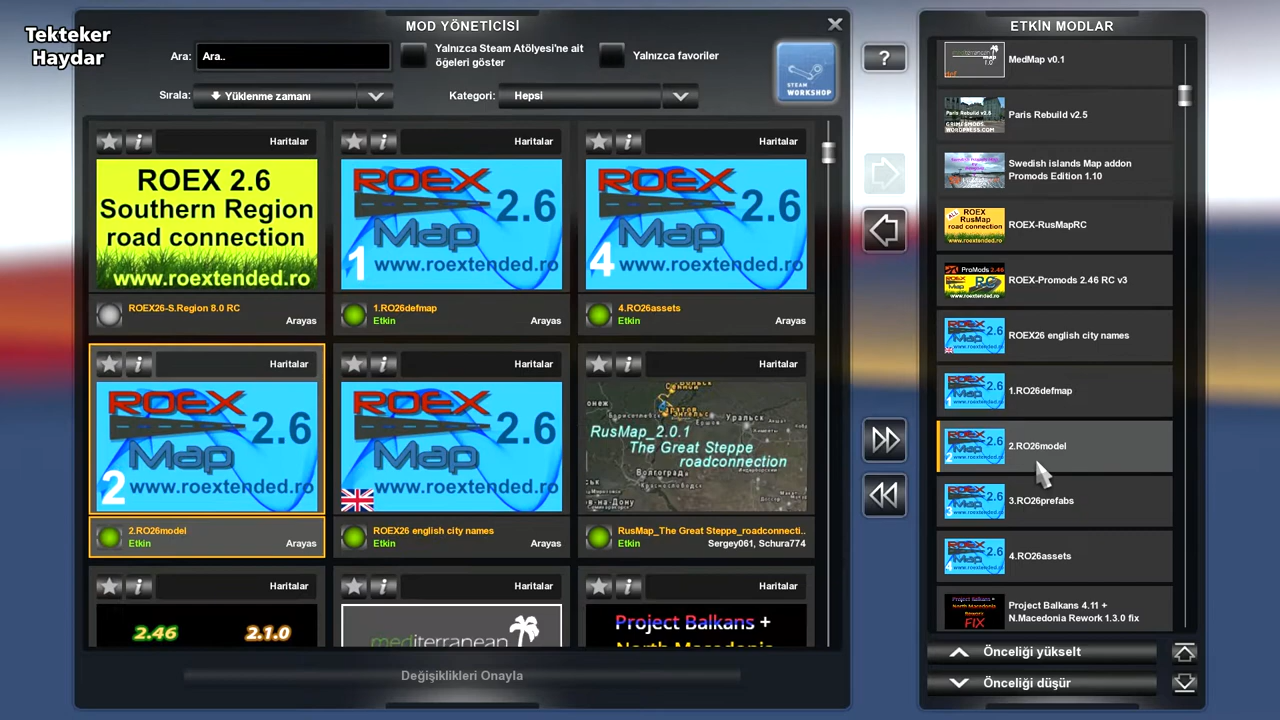 Tekteker
Haydar
MOD YÖNETİCİSİ
Ara:
Ara..
Yalnızca Steam Atölyesi'ne ait
öğeleri göster
Yalnızca favoriler
STEAM
WORKSHOP
Sırala:
Yüklenme zamanı
Kategori:
Hepsi
Haritalar
ROEX 2.6
Southern Region
road connection
www.roextended.ro
ROEX26-S.Region 8.0 RC
Arayas
Haritalar
ROEX
2.6
Map
1
www.roextended.ro
1.RO26defmap
Etkin
Arayas
Haritalar
ROEX
2.6
Map
4
www.roextended.ro
4.RO26assets
Etkin
Arayas
Haritalar
ROEX
2.6
Map
2
www.roextended.ro
2.RO26model
Etkin
Arayas
Haritalar
ROEX
2.6
Map
www.roextended.ro
ROEX26 english city names
Etkin
Arayas
Haritalar
RusMap_2.0.1
The Great Steppe
roadconnection
RusMap_The Great Steppe_roadconnecti..
Etkin
Sergey061, Schura774
Haritalar
2.46
2.1.0
Haritalar
mediterranean
Haritalar
Project Balkans +
North Macedonia
Değişiklikleri Onayla
?
ETKİN MODLAR
MedMap v0.1
Paris Rebuild v2.5
Swedish islands Map addon
Promods Edition 1.10
ROEX-RusMapRC
ROEX-Promods 2.46 RC v3
ROEX26 english city names
1.RO26defmap
2.RO26model
3.RO26prefabs
4.RO26assets
Project Balkans 4.11 +
N.Macedonia Rework 1.3.0 fix
Önceliği yükselt
Önceliği düşür